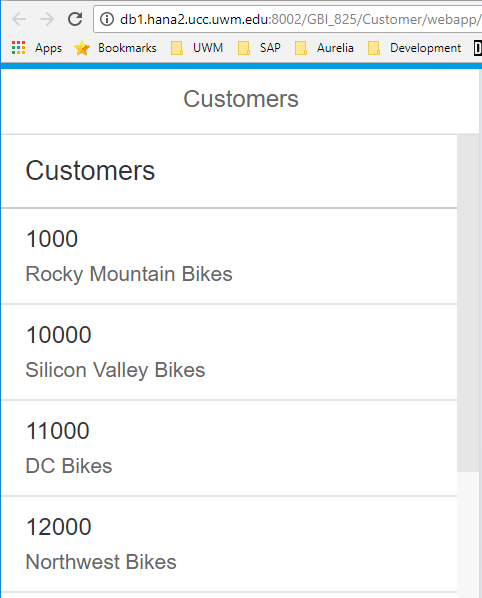 db1.hana2.ucc.uwm.edu:8002/GBI_825/Customer/webapp/
Apps Bookmarks UWM SAP Aurelia Development
Customers
Customers
1000
Rocky Mountain Bikes
10000
Silicon Valley Bikes
11000
DC Bikes
12000
Northwest Bikes